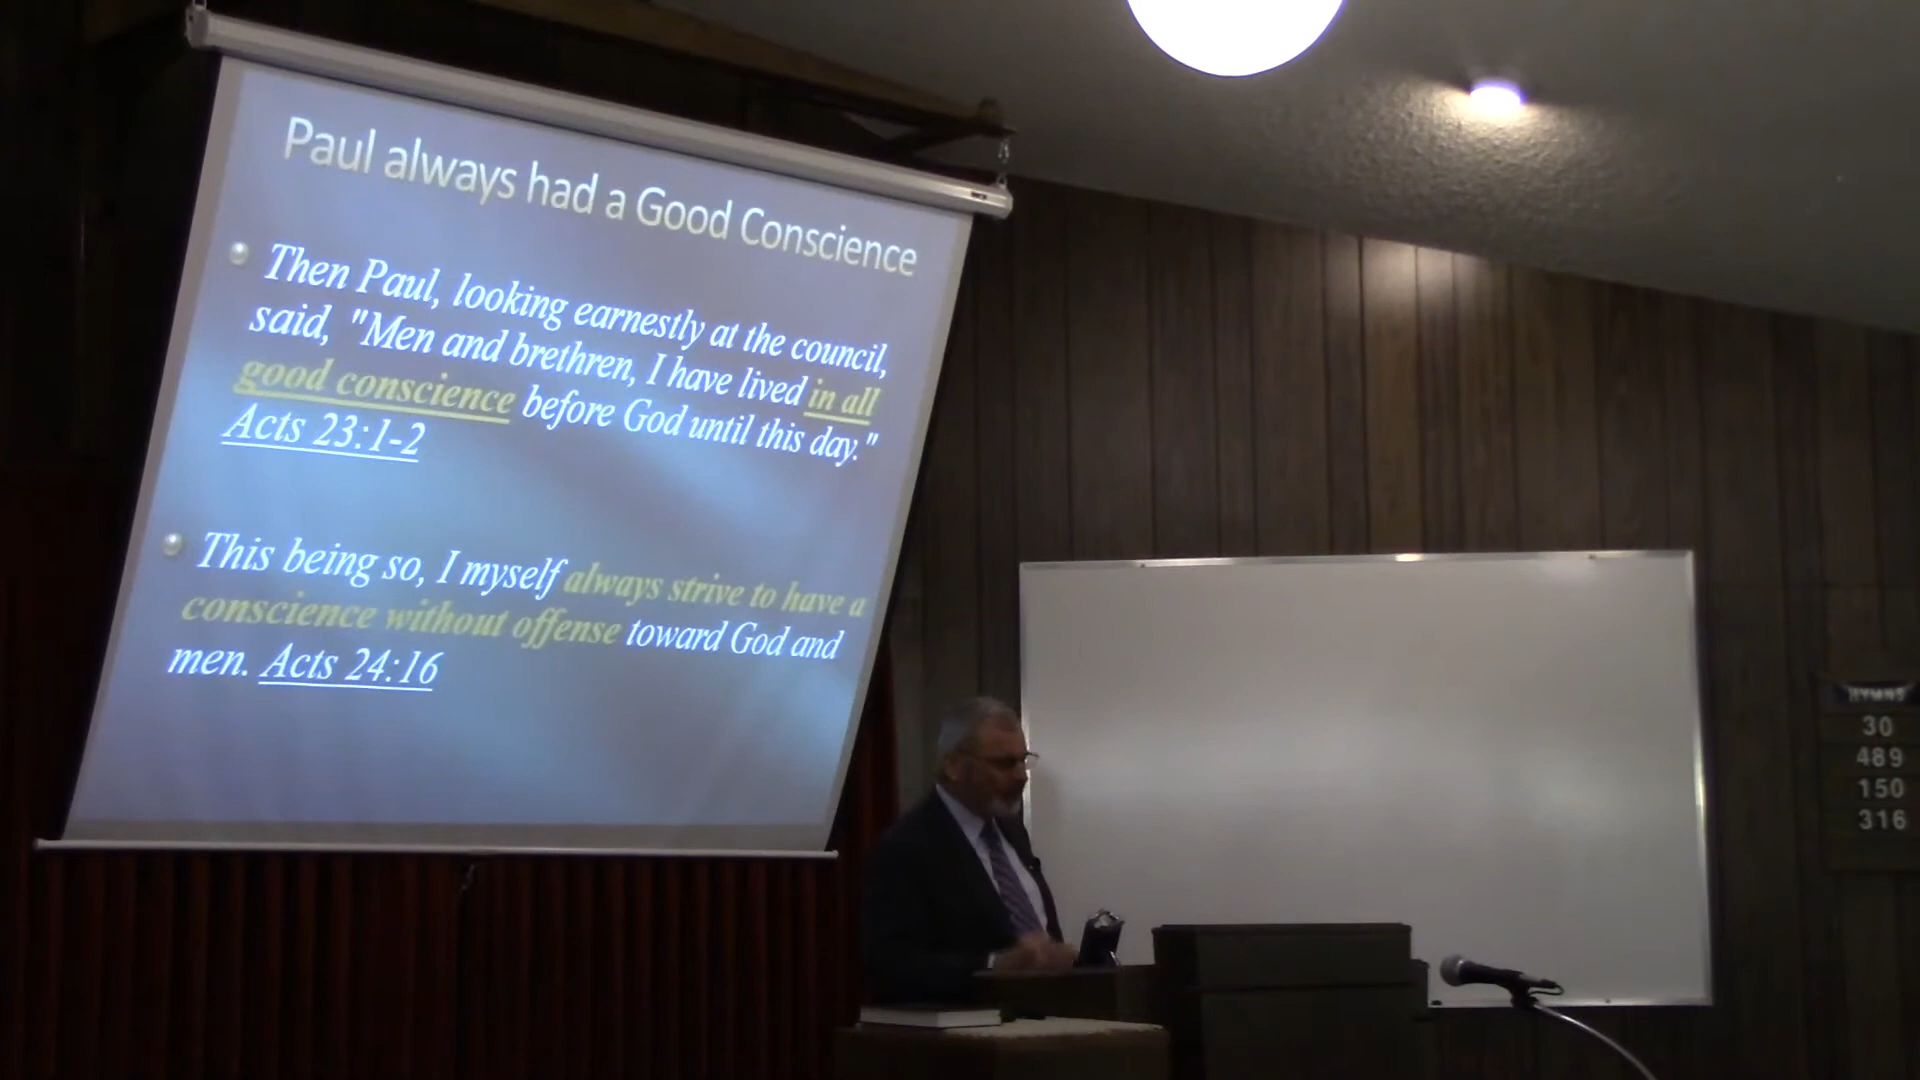 Paul always had a Good Conscience
Then Paul, looking earnestly at the council,
said, "Men and brethren, I have lived in all
good conscience before God until this day."
Acts 23:1-2
This being so, I myself always strive to have a
conscience without offense toward God and
men. Acts 24:16
HYMNS
30
489
150
316